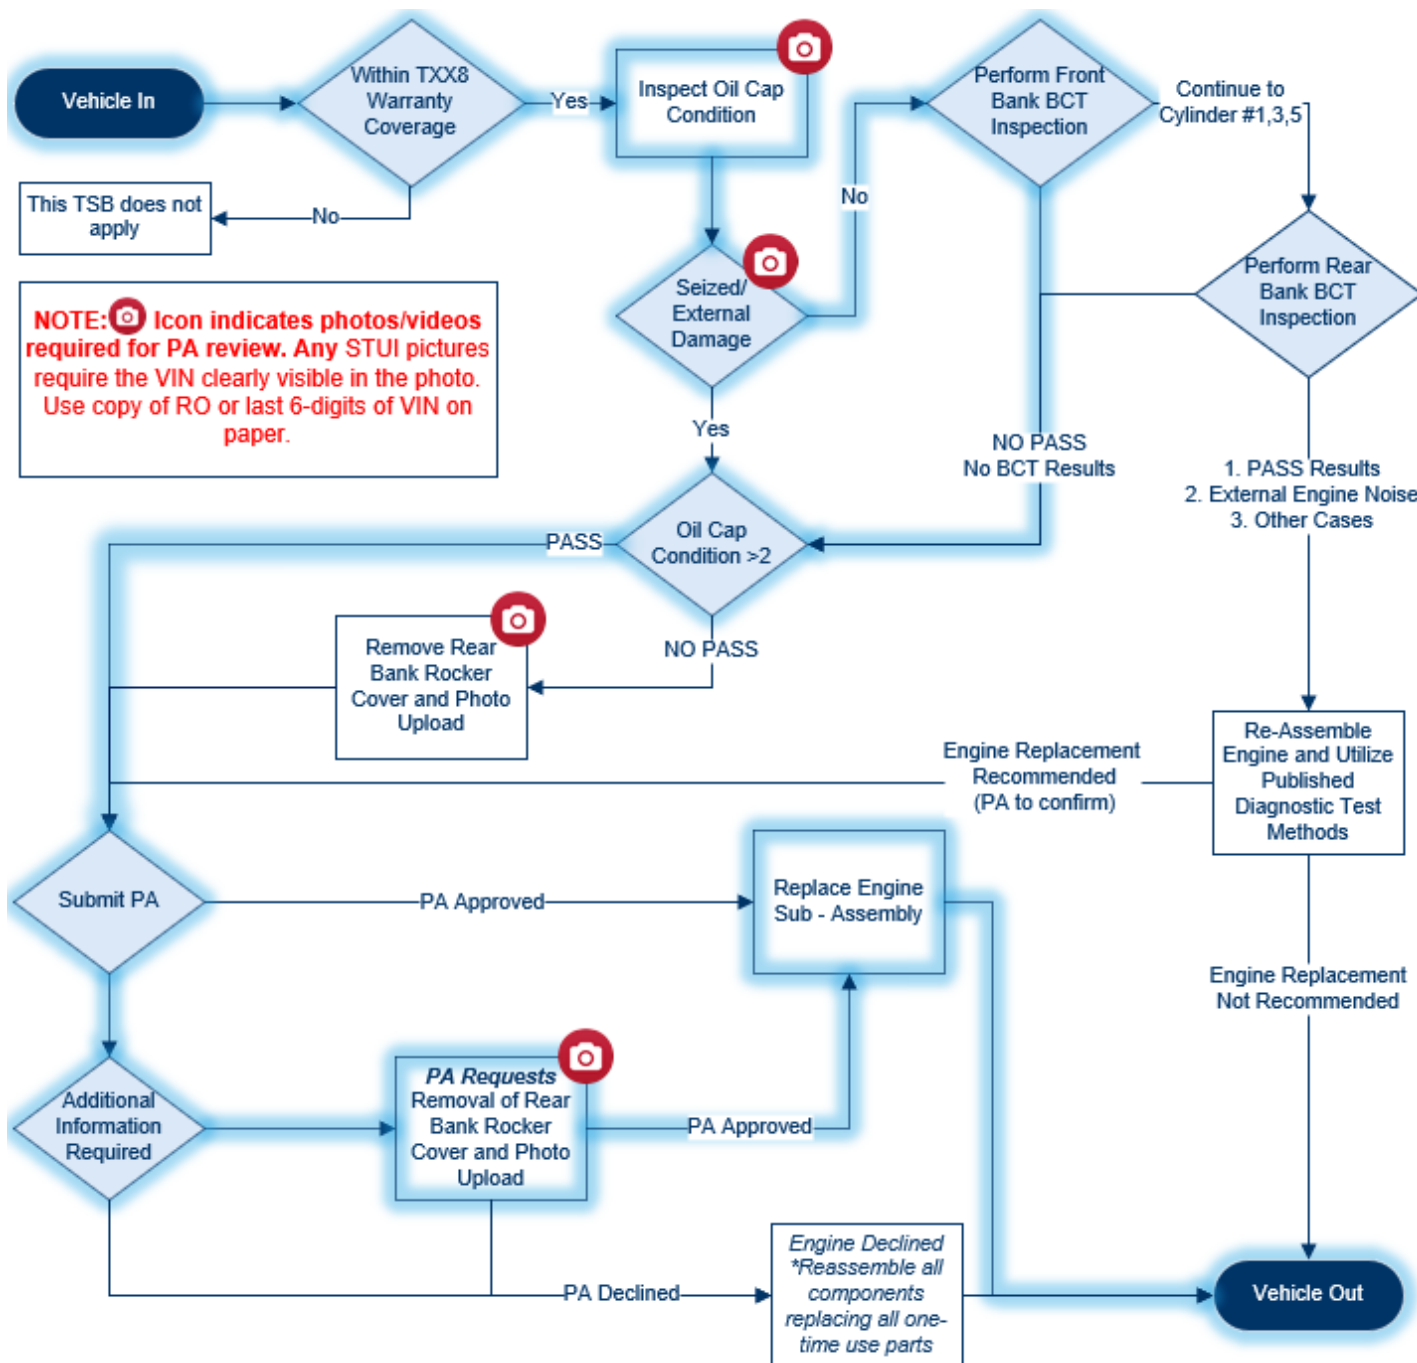 Vehicle In
Within TXX8
Warranty
Coverage
Yes
Inspect Oil Cap
Condition
Perform Front
Bank BCT
Inspection
Continue to
Cylinder #1,3,5
This TSB does not
apply
No
No
Seized/
External
Damage
Perform Rear
Bank BCT
Inspection
NOTE: Icon indicates photos/videos
required for PA review. Any STUI pictures
require the VIN clearly visible in the photo.
Use copy of RO or last 6-digits of VIN on
paper.
Yes
NO PASS
No BCT Results
1. PASS Results
2. External Engine Noise
3. Other Cases
PASS
Oil Cap
Condition >2
NO PASS
Remove Rear
Bank Rocker
Cover and Photo
Upload
Engine Replacement
Recommended
(PA to confirm)
Re-Assemble
Engine and Utilize
Published
Diagnostic Test
Methods
Submit PA
PA Approved
Replace Engine
Sub - Assembly
Engine Replacement
Not Recommended
Additional
Information
Required
PA Requests
Removal of Rear
Bank Rocker
Cover and Photo
Upload
PA Approved
PA Declined
Engine Declined
*Reassemble all
components
replacing all one-
time use parts
Vehicle Out